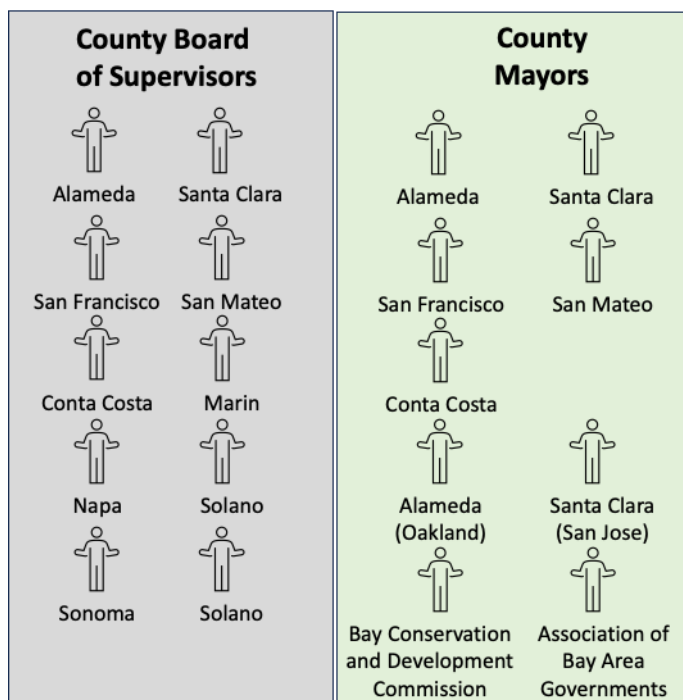 County Board
of Supervisors
Alameda Santa Clara
San Francisco San Mateo
Conta Costa Marin
Napa Solano
Sonoma Solano
County
Mayors
Alameda Santa Clara
San Francisco San Mateo
Conta Costa
Alameda
(Oakland)
Santa Clara
(San Jose)
Bay Conservation
and Development
Commission
Association of
Bay Area
Governments